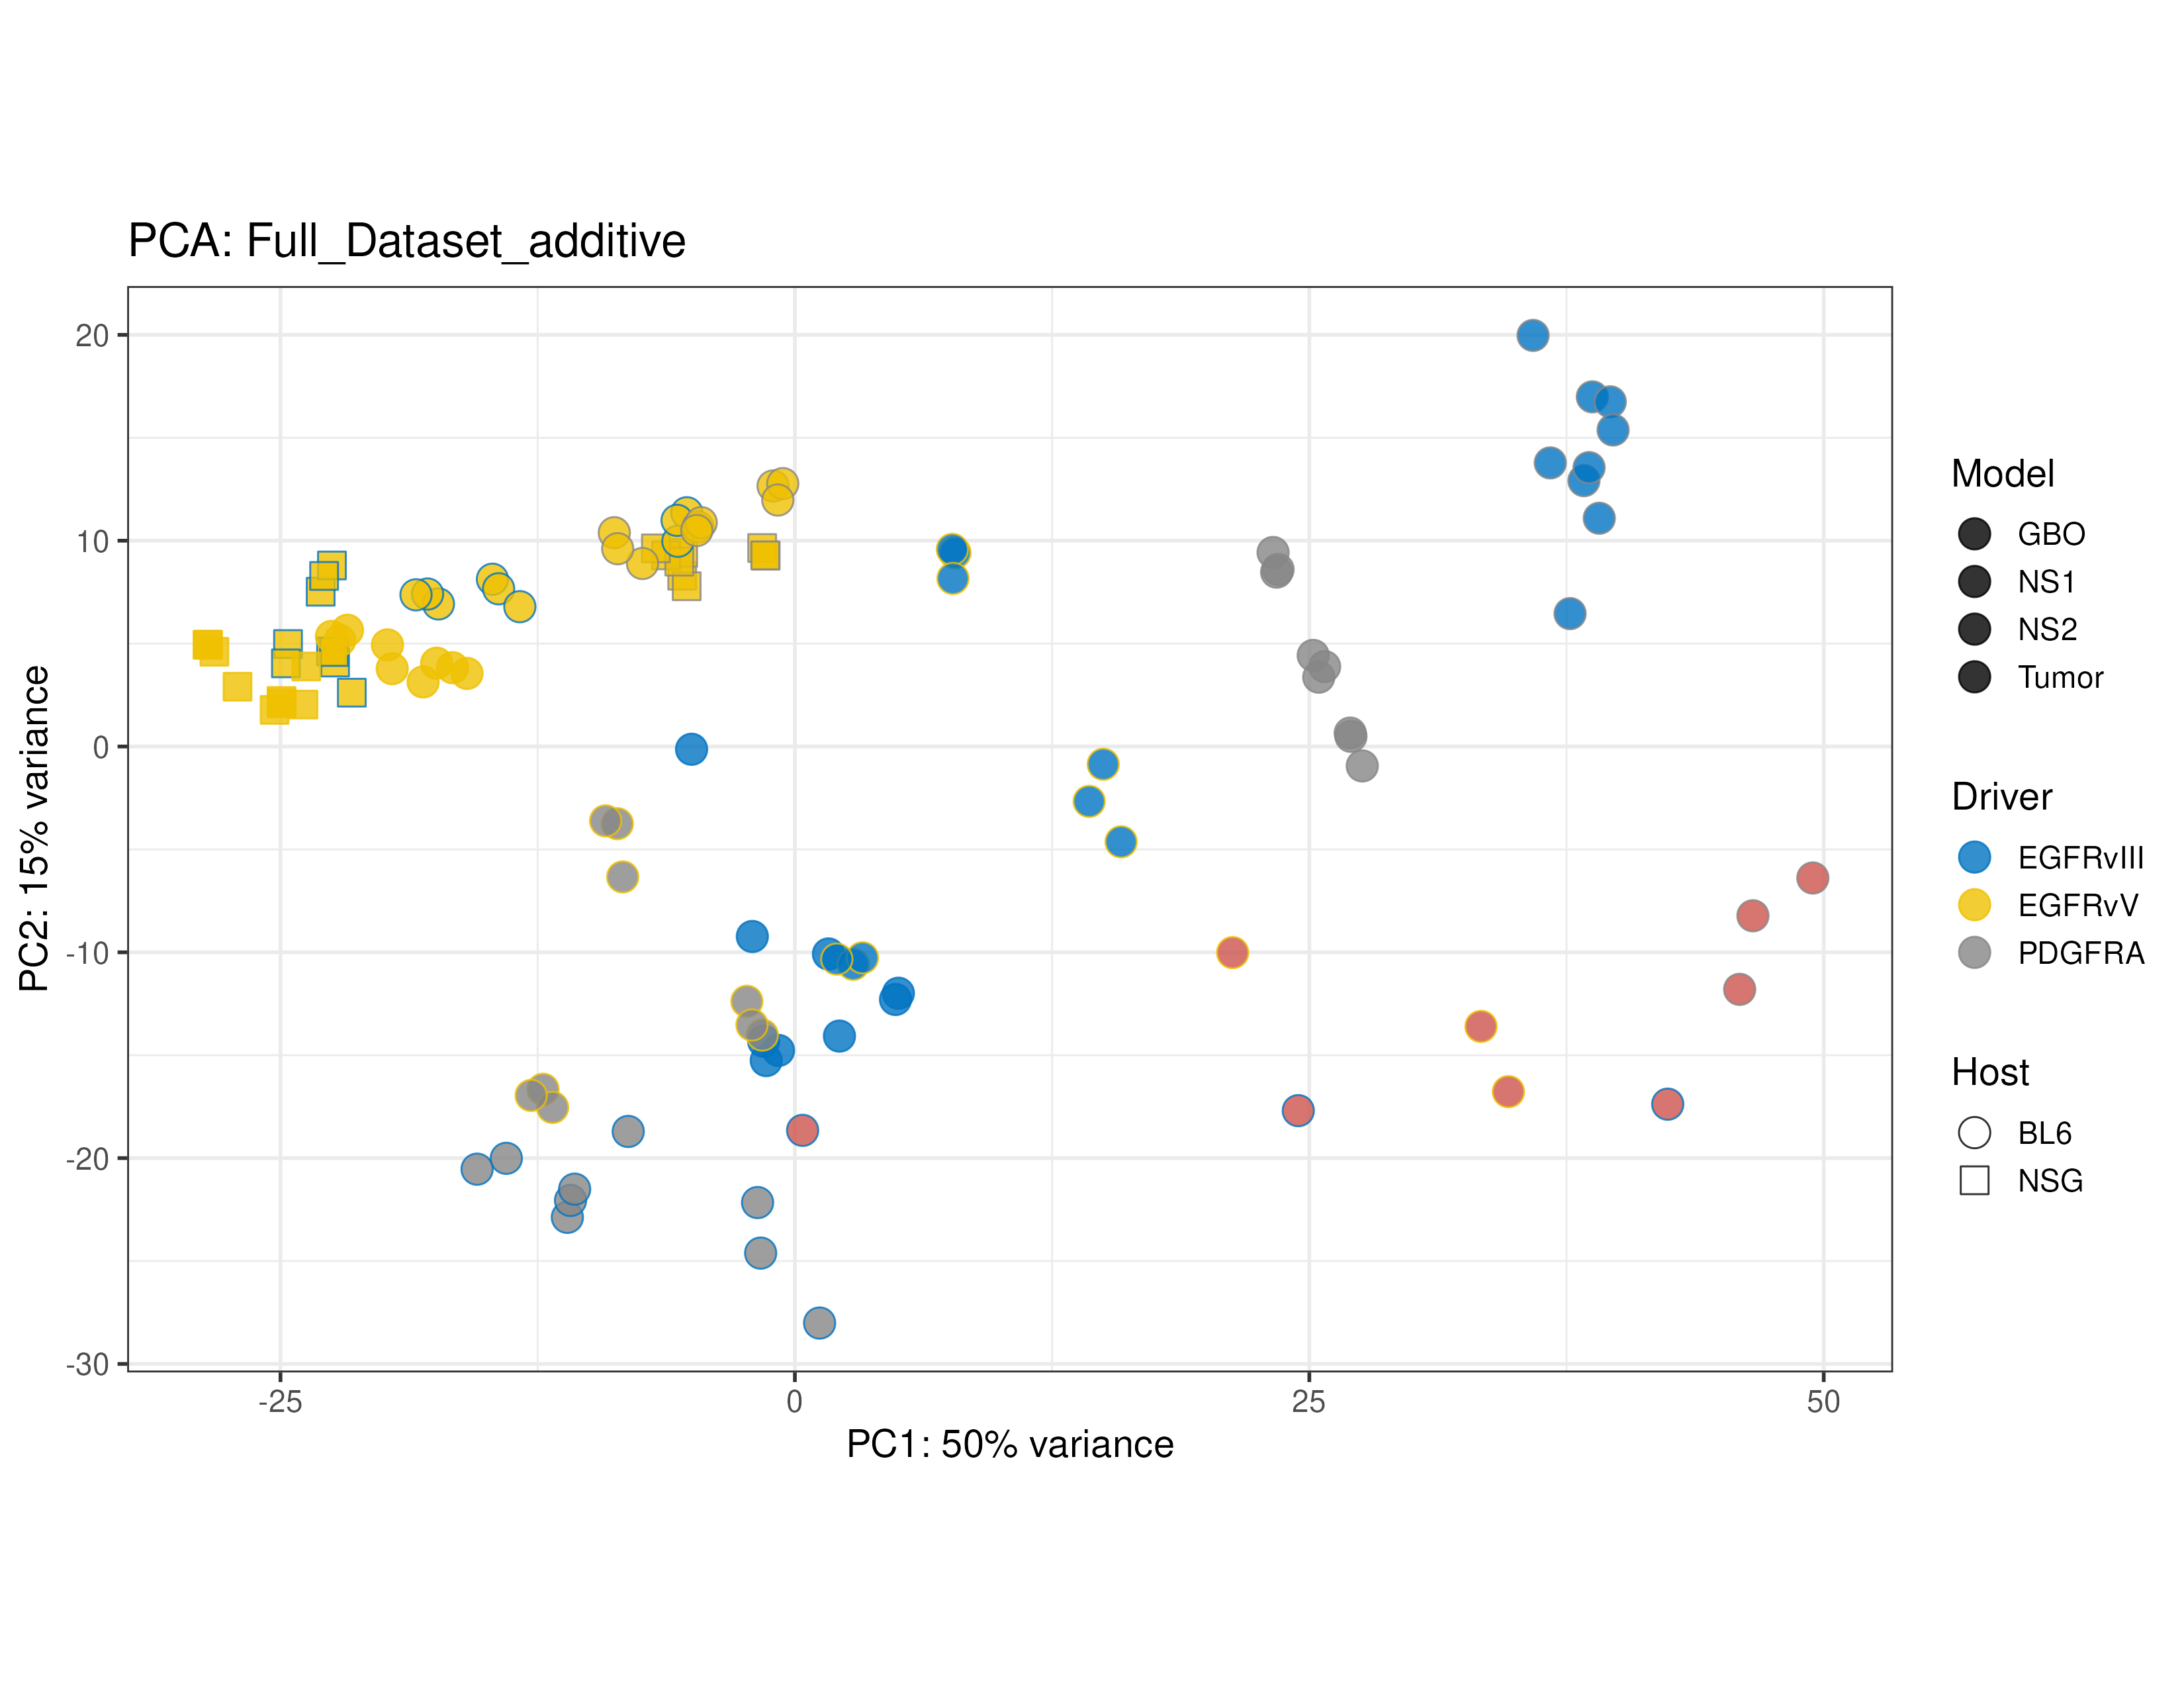 PCA: Full_Dataset_additive
20
10
0
-10
-20
-30
PC2: 15% variance
-25
0
25
50
PC1: 50% variance
Model
GBO
NS1
NS2
Tumor
Driver
EGFRvIII
EGFRvV
PDGFRA
Host
BL6
NSG